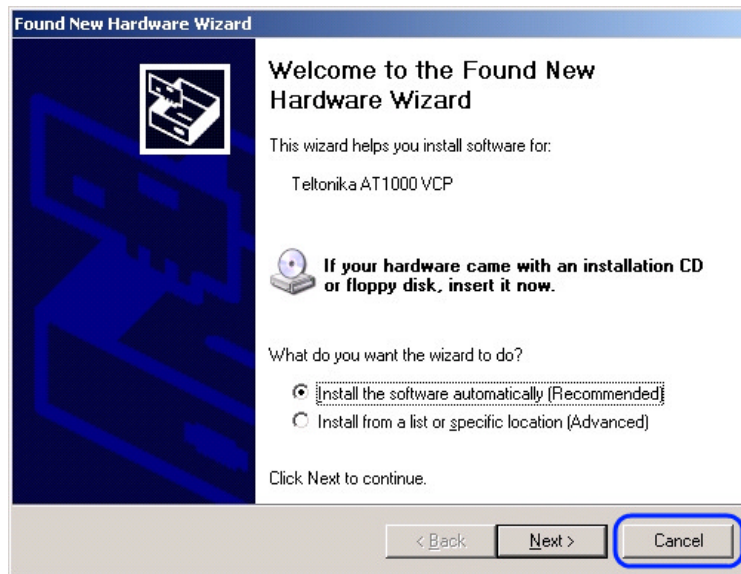 Found New Hardware Wizard
Welcome to the Found New
Hardware Wizard
This wizard helps you install software for:
Teltonika AT1000 VCP
If your hardware came with an installation CD
or floppy disk, insert it now.
What do you want the wizard to do?
Install the software automatically (Recommended)
Install from a list or specific location (Advanced)
Click Next to continue.
< Back Next > Cancel